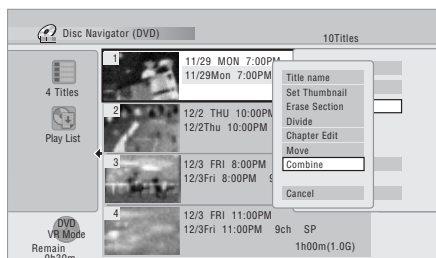 Disc Navigator (DVD)
10Titles
4 Titles
Play List
DVD
VR Mode
Remain
0h30m
1
11/29 MON 7:00PM
11/29Mon 7:00PM
2
12/2 THU 10:00PM
12/2Thu 10:00PM
3
12/3 FRI 8:00PM
12/3Fri 8:00PM
4
12/3 FRI 11:00PM
12/3Fri 11:00PM 9ch SP
1h00m(1.0G)
Title name
Set Thumbnail
Erase Section
Divide
Chapter Edit
Move
Combine
Cancel